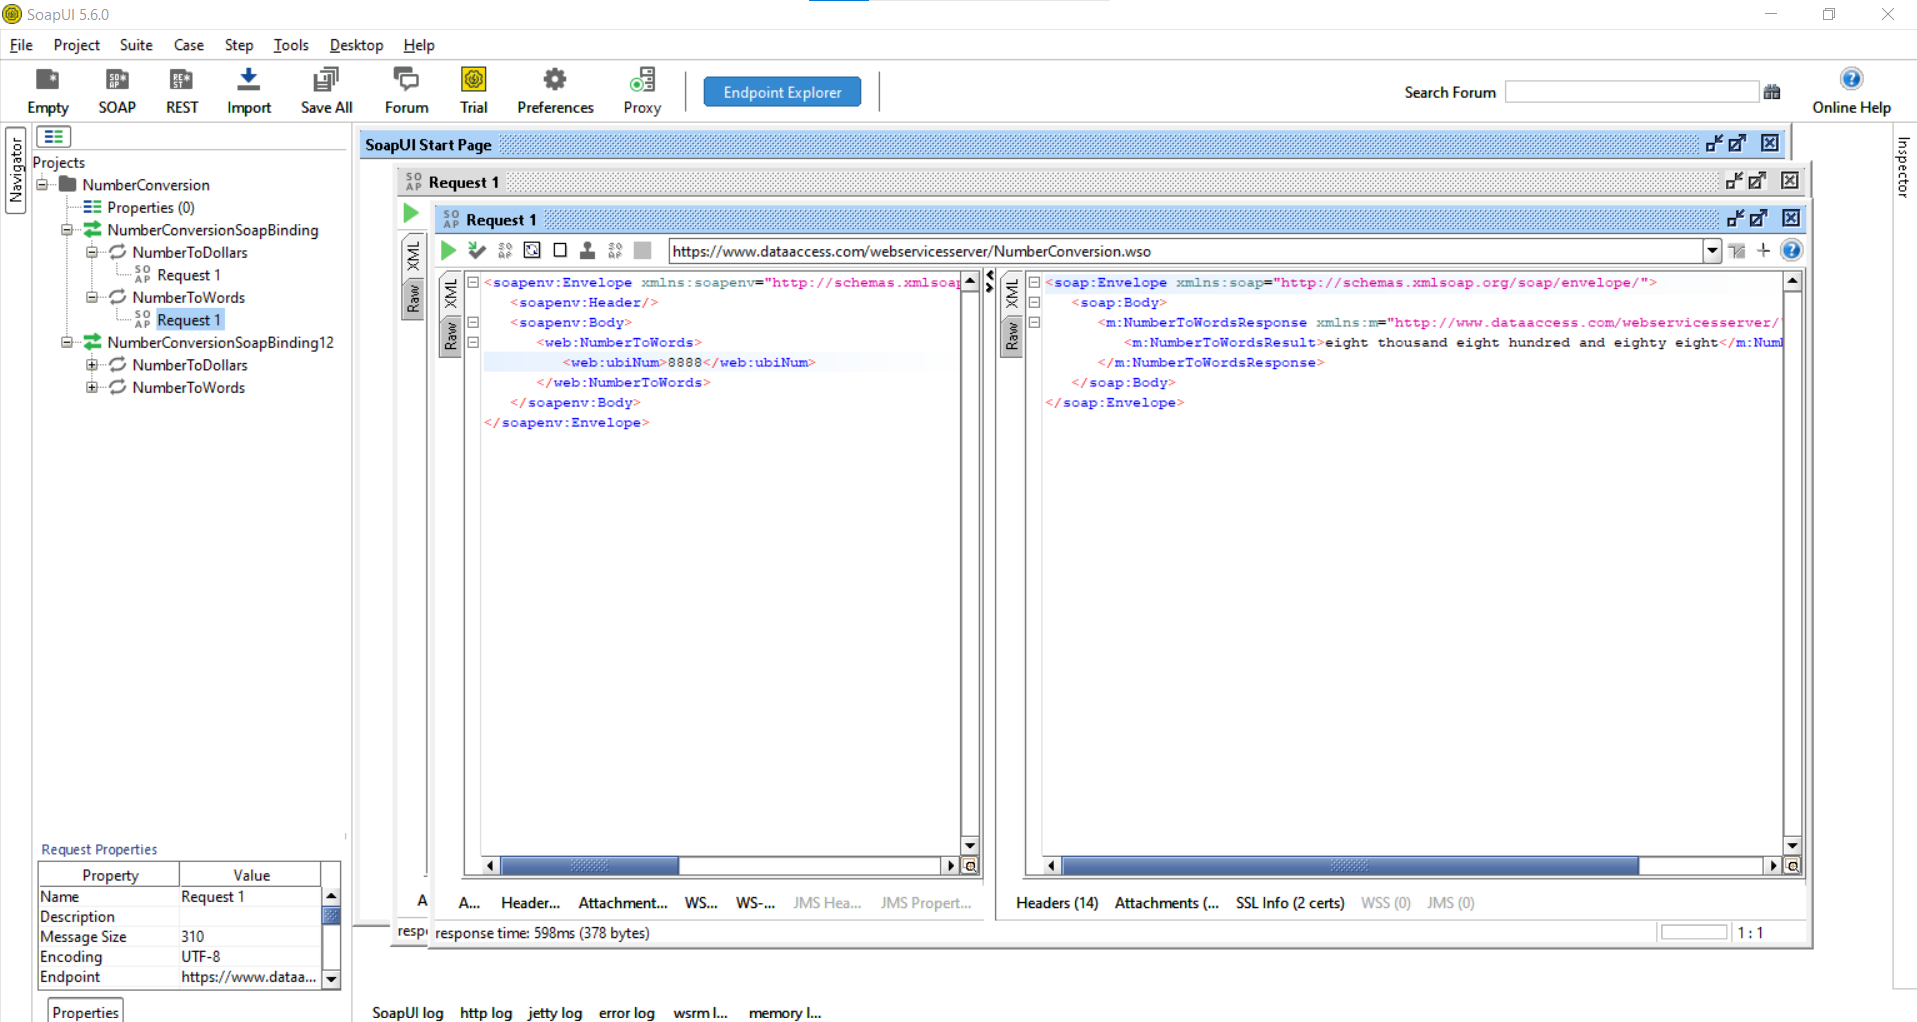 SoapUI 5.6.0
File Project Suite Case Step Tools Desktop Help
Empty SOAP REST Import Save All Forum Trial Preferences Proxy Endpoint Explorer Search Forum Online Help
Navigator
Inspector
Projects
NumberConversion
Properties (0)
NumberConversionSoapBinding
NumberToDollars
Request 1
NumberToWords
Request 1
NumberConversionSoapBinding12
NumberToDollars
NumberToWords
Request Properties
Property Value
Name Request 1
Description
Message Size 310
Encoding UTF-8
Endpoint https://www.dataa...
Properties
SoapUI Start Page
SOAP Request 1
XML
Raw
SOAP Request 1
https://www.dataaccess.com/webservicesserver/NumberConversion.wso
XML
Raw
<soapenv:Envelope xmlns:soapenv="http://schemas.xmlsoap
<soapenv:Header/>
<soapenv:Body>
<web:NumberToWords>
<web:ubiNum>8888</web:ubiNum>
</web:NumberToWords>
</soapenv:Body>
</soapenv:Envelope>
XML
Raw
<soap:Envelope xmlns:soap="http://schemas.xmlsoap.org/soap/envelope/">
<soap:Body>
<m:NumberToWordsResponse xmlns:m="http://www.dataaccess.com/webservicesserver/"
<m:NumberToWordsResult>eight thousand eight hundred and eighty eight</m:Num
</m:NumberToWordsResponse>
</soap:Body>
</soap:Envelope>
A
A... Header... Attachment... WS... WS-... JMS Hea... JMS Propert...
Headers (14) Attachments (... SSL Info (2 certs) WSS (0) JMS (0)
resp
response time: 598ms (378 bytes)
1 : 1
SoapUI log http log jetty log error log wsrm l... memory l...